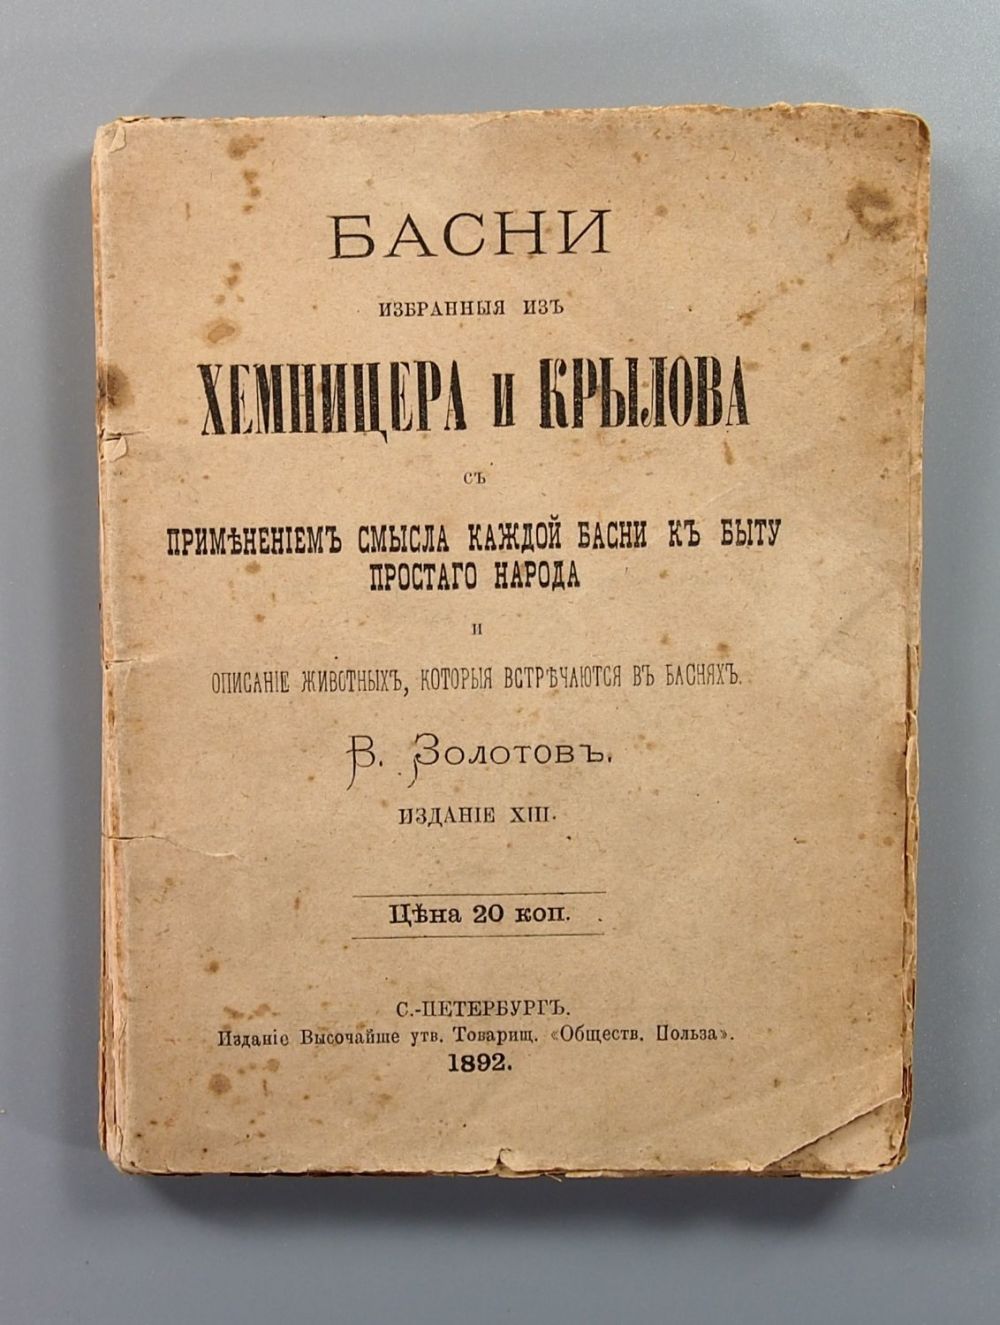 БАСНИ
ИЗБРАННЫЯ ИЗЪ
ХЕМНИЦЕРА и КРЫЛОВА
СЪ
ПРИМѢНЕНІЕМЪ СМЫСЛА КАЖДОЙ БАСНИ КЪ БЫТУ
ПРОСТАГО НАРОДА
И
ОПИСАНІЕ ЖИВОТНЫХЪ, КОТОРЫЯ ВСТРѢЧАЮТСЯ ВЪ БАСНЯХЪ.
В. Золотовъ.
ИЗДАНІЕ XIII.
Цѣна 20 коп.
С.-ПЕТЕРБУРГЪ.
Изданіе Высочайше утв. Товарищ. «Обществ. Польза».
1892.